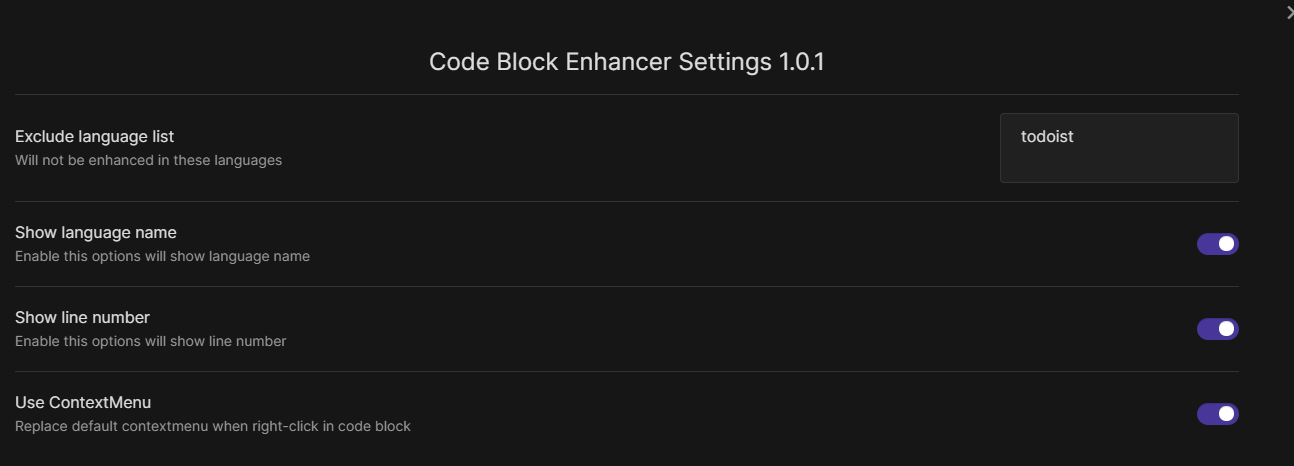 Code Block Enhancer Settings 1.0.1
Exclude language list
Will not be enhanced in these languages
todoist
Show language name
Enable this options will show language name
Show line number
Enable this options will show line number
Use ContextMenu
Replace default contextmenu when right-click in code block